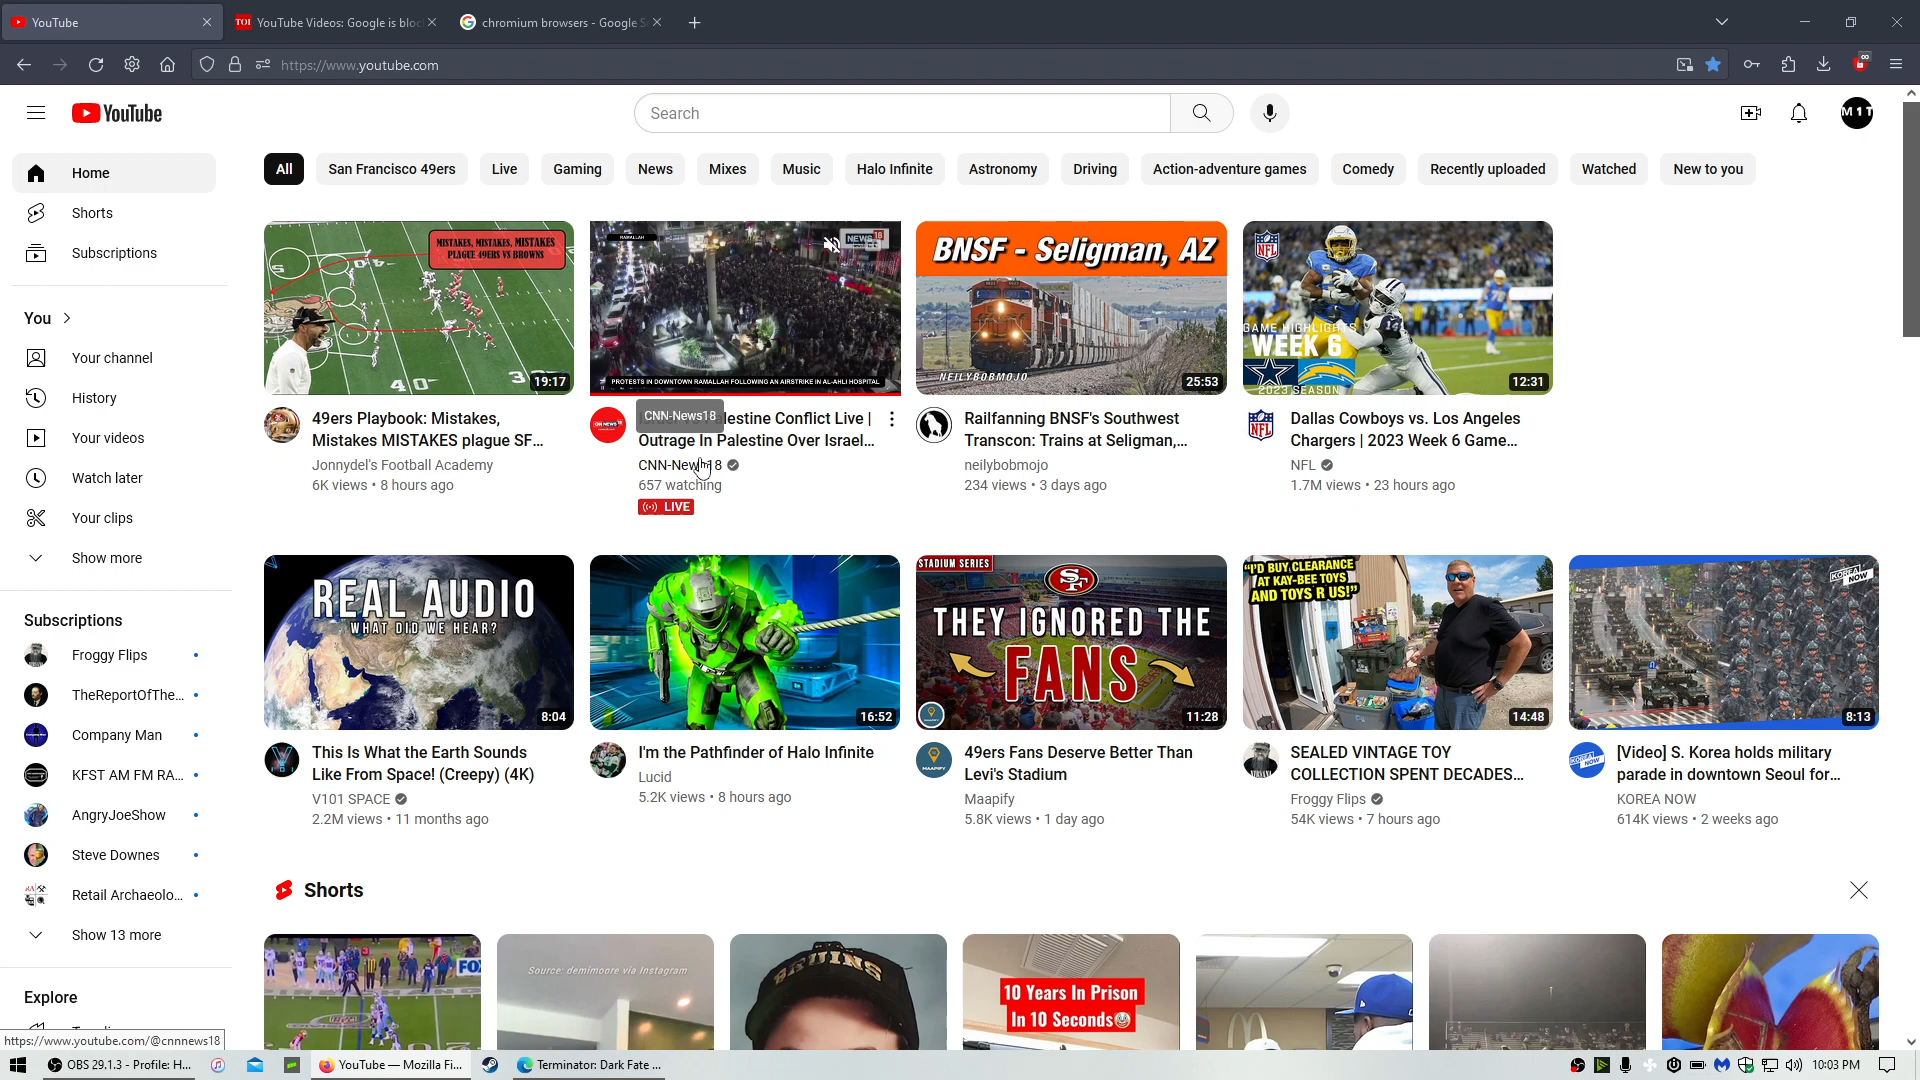 YouTube
YouTube Videos: Google is bloc
chromium browsers - Google S
https://www.youtube.com
YouTube
Search
M1T
Home
Shorts
Subscriptions
You
Your channel
History
Your videos
Watch later
Your clips
Show more
Subscriptions
Froggy Flips
TheReportOfThe...
Company Man
KFST AM FM RA...
AngryJoeShow
Steve Downes
Retail Archaeolo...
Show 13 more
Explore
All
San Francisco 49ers
Live
Gaming
News
Mixes
Music
Halo Infinite
Astronomy
Driving
Action-adventure games
Comedy
Recently uploaded
Watched
New to you
MISTAKES, MISTAKES, MISTAKES
PLAGUE 49ERS VS BROWNS
19:17
49ers Playbook: Mistakes,
Mistakes MISTAKES plague SF...
Jonnydel's Football Academy
6K views • 8 hours ago
RAMALLAH
NEWS 18
PROTESTS IN DOWNTOWN RAMALLAH FOLLOWING AN AIRSTRIKE IN AL-AHLI HOSPITAL
CNN-News18
alestine Conflict Live |
Outrage In Palestine Over Israel...
CNN-News18
657 watching
LIVE
BNSF - Seligman, AZ
NEILYBOBMOJO
25:53
Railfanning BNSF's Southwest
Transcon: Trains at Seligman,...
neilybobmojo
234 views • 3 days ago
NFL
GAME HIGHLIGHTS
WEEK 6
2023 SEASON
12:31
Dallas Cowboys vs. Los Angeles
Chargers | 2023 Week 6 Game...
NFL
1.7M views • 23 hours ago
REAL AUDIO
WHAT DID WE HEAR?
8:04
This Is What the Earth Sounds
Like From Space! (Creepy) (4K)
V101 SPACE
2.2M views • 11 months ago
16:52
I'm the Pathfinder of Halo Infinite
Lucid
5.2K views • 8 hours ago
STADIUM SERIES
SF
THEY IGNORED THE
FANS
11:28
49ers Fans Deserve Better Than
Levi's Stadium
Maapify
5.8K views • 1 day ago
"I'D BUY CLEARANCE
AT KAY-BEE TOYS
AND TOYS R US!"
14:48
SEALED VINTAGE TOY
COLLECTION SPENT DECADES...
Froggy Flips
54K views • 7 hours ago
KOREA NOW
8:13
[Video] S. Korea holds military
parade in downtown Seoul for...
KOREA NOW
614K views • 2 weeks ago
Shorts
FOX
Source: demimoore via Instagram
BRUINS
10 Years In Prison
In 10 Seconds
https://www.youtube.com/@cnnnews18
OBS 29.1.3 - Profile: H...
YouTube — Mozilla Fi...
Terminator: Dark Fate ...
10:03 PM